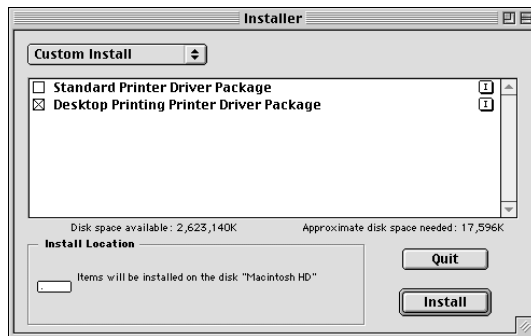 Installer
Custom Install
Standard Printer Driver Package
Desktop Printing Printer Driver Package
Disk space available: 2,623,140K Approximate disk space needed: 17,596K
Install Location
Items will be installed on the disk "Macintosh HD"
Quit
Install